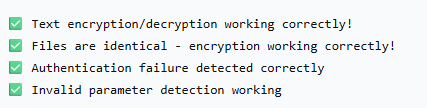 ✅ Text encryption/decryption working correctly!
✅ Files are identical - encryption working correctly!
✅ Authentication failure detected correctly
✅ Invalid parameter detection working